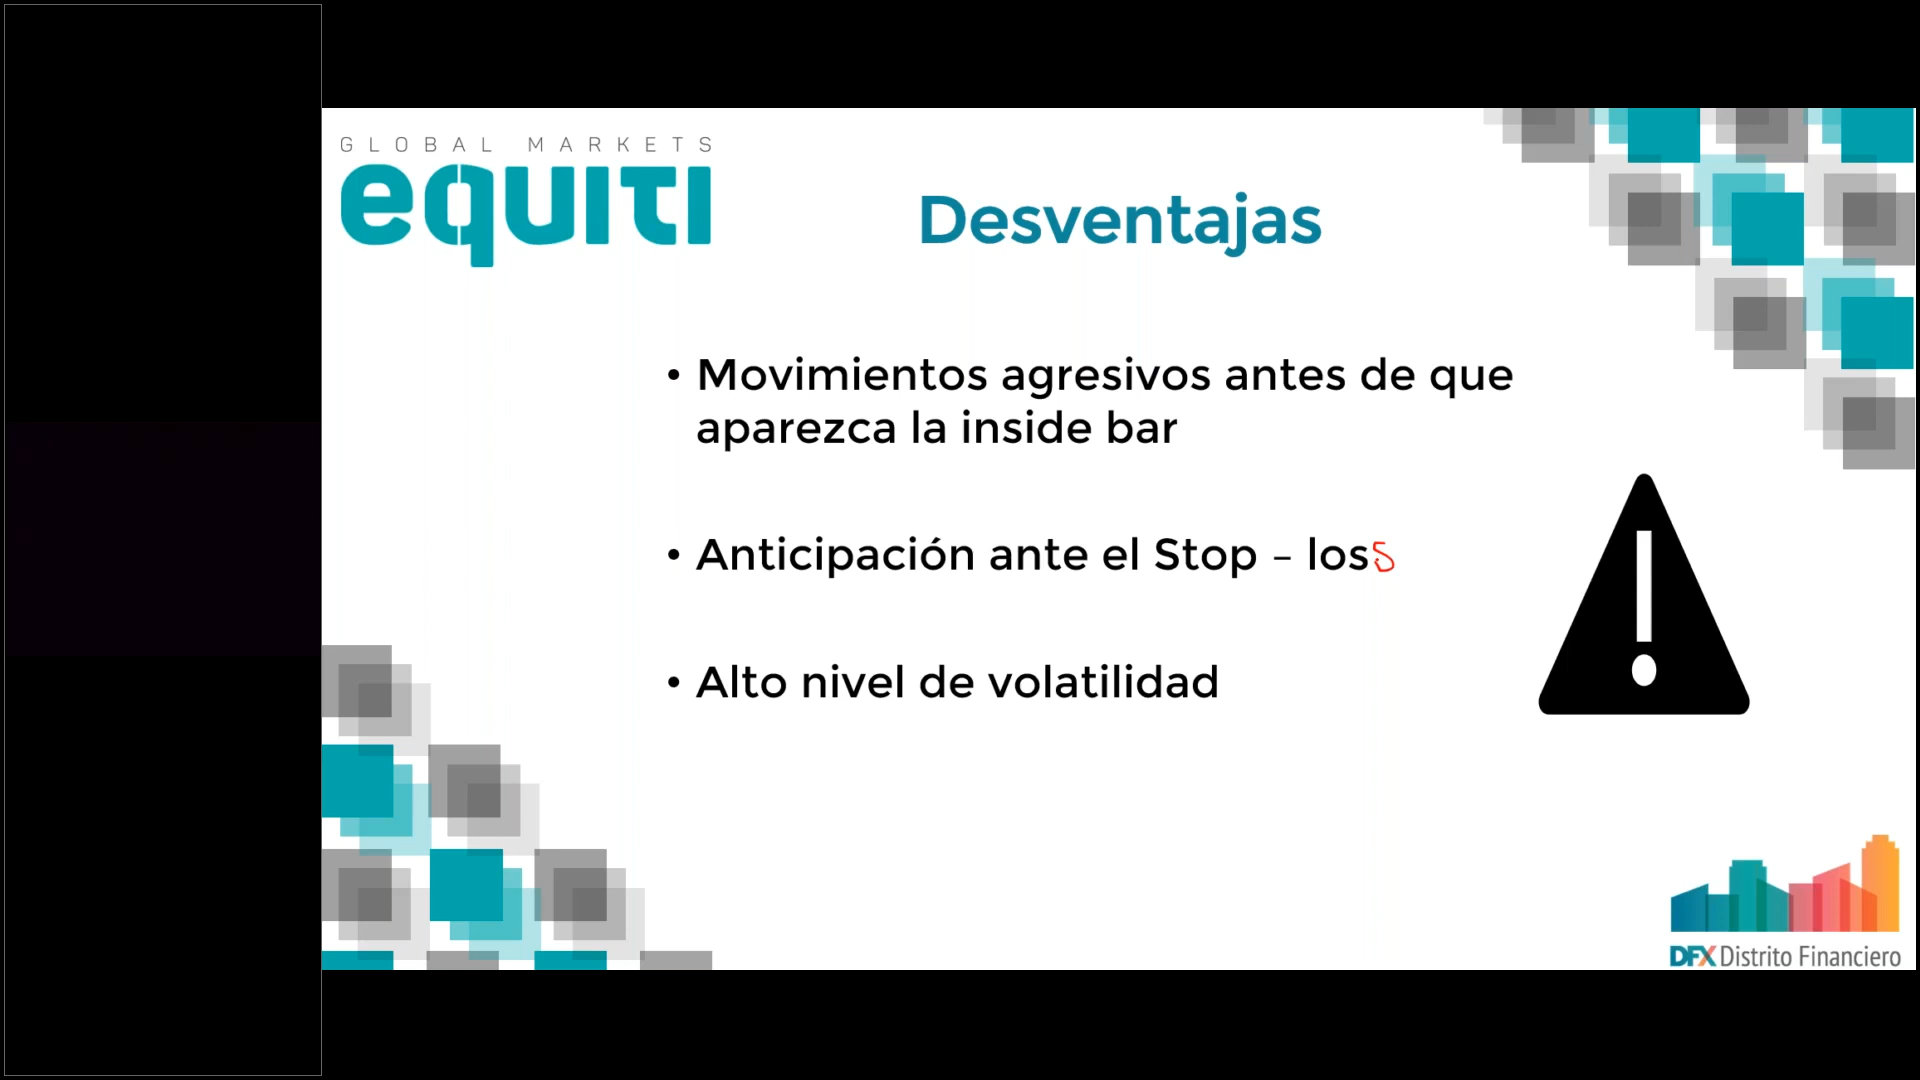 GLOBAL MARKETS
equiti
Desventajas
• Movimientos agresivos antes de que
aparezca la inside bar
• Anticipación ante el Stop – loss
• Alto nivel de volatilidad
DFX Distrito Financiero